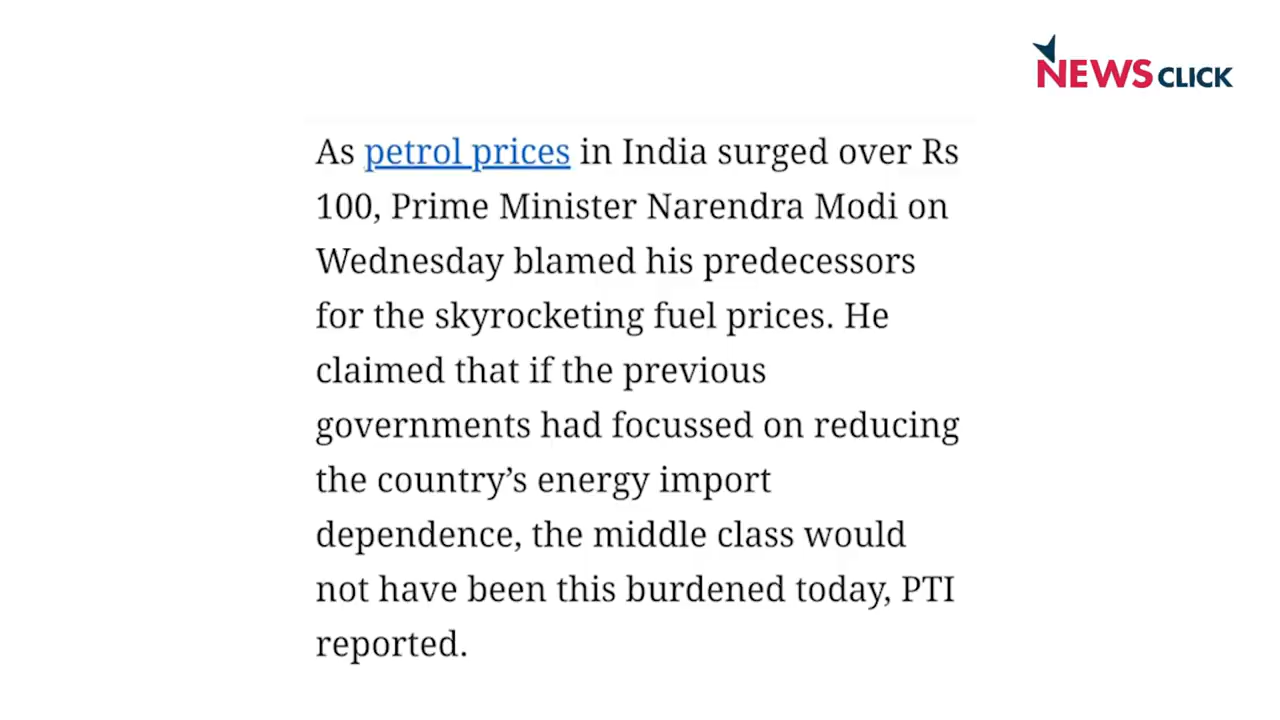 NEWS CLICK
As petrol prices in India surged over Rs
100, Prime Minister Narendra Modi on
Wednesday blamed his predecessors
for the skyrocketing fuel prices. He
claimed that if the previous
governments had focussed on reducing
the country’s energy import
dependence, the middle class would
not have been this burdened today, PTI
reported.